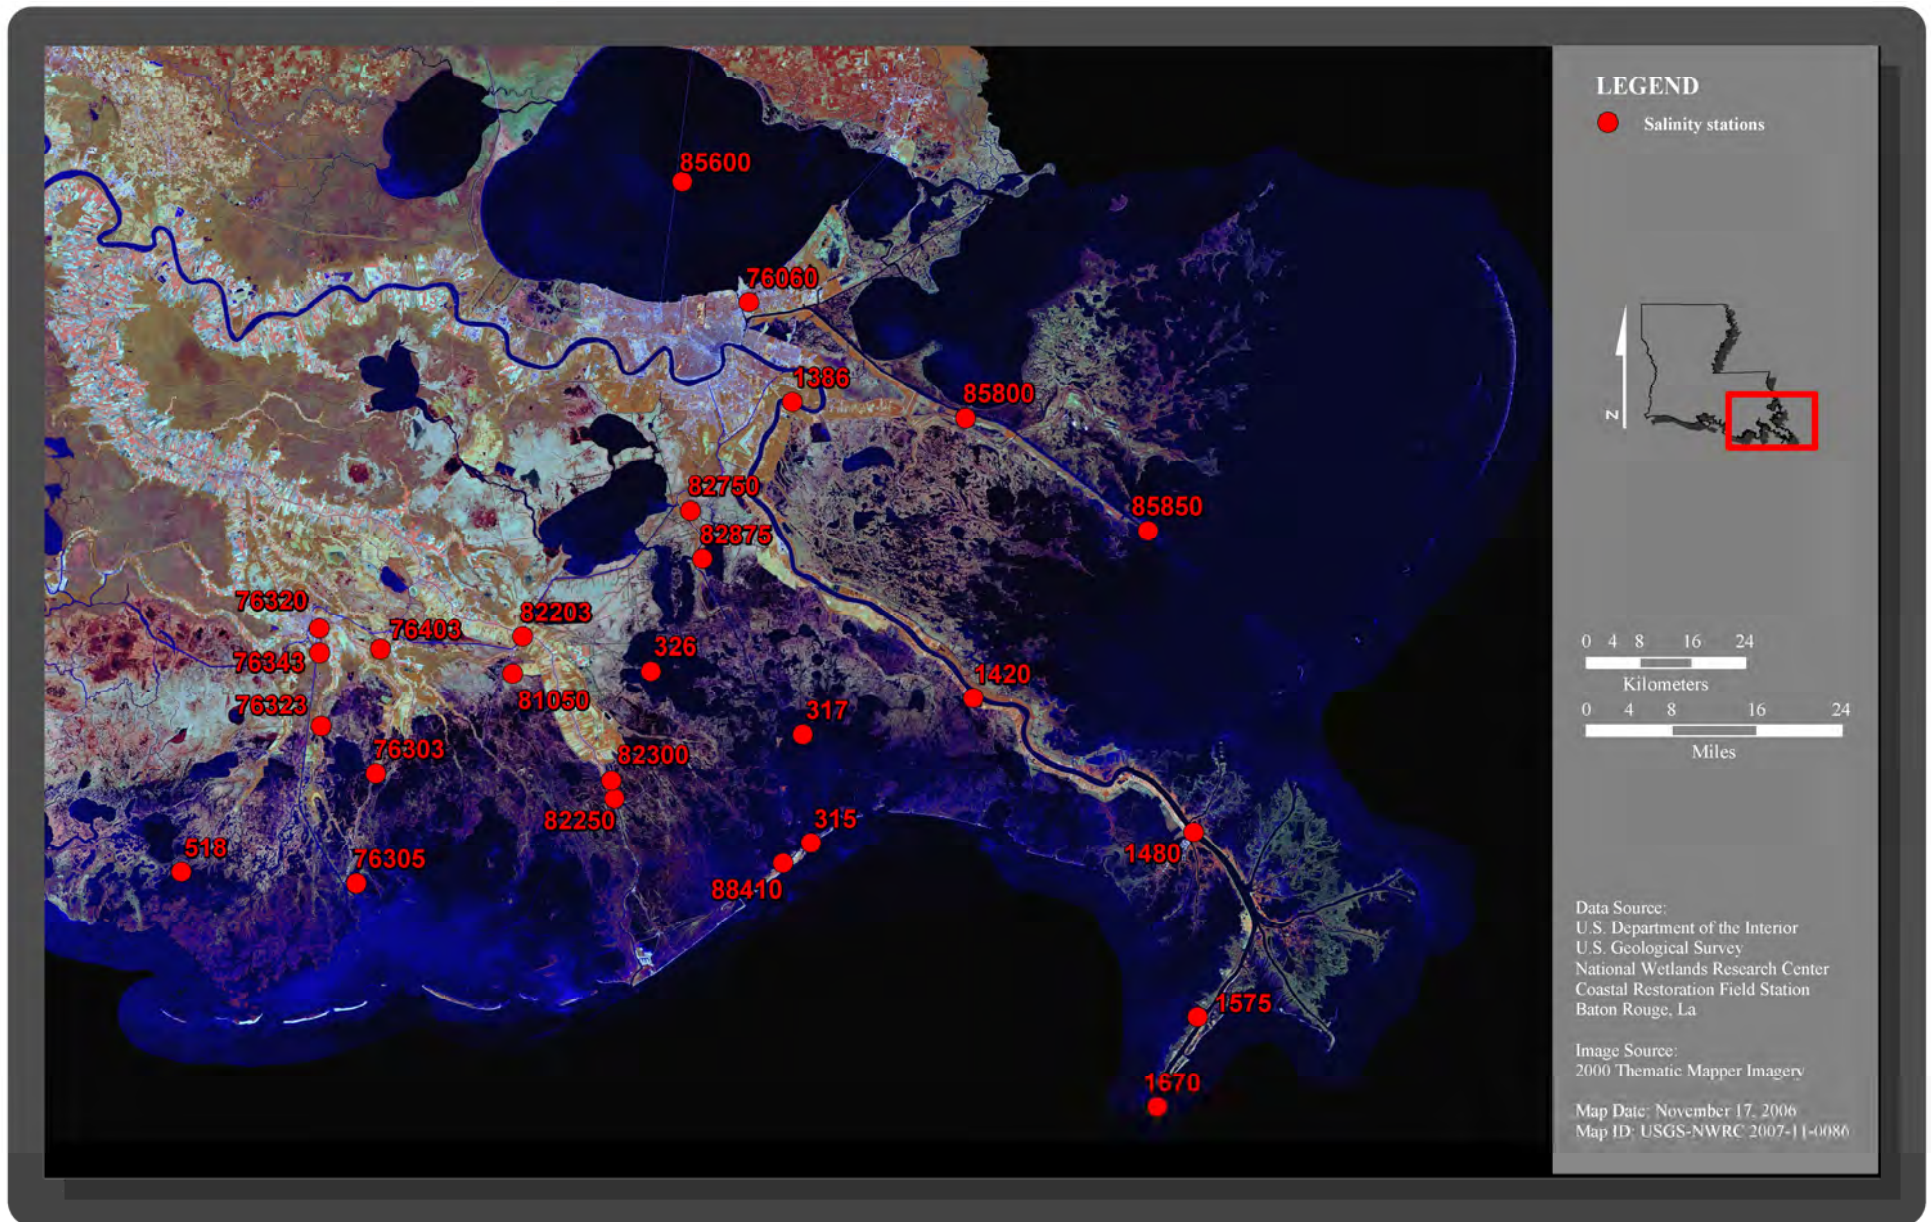 85600
76060
1386
85800
82750
85850
82875
76320
76403
82203
76343
326
1420
81050
76323
317
76303
82300
82250
315
518
76305
1480
88410
1575
1670
LEGEND
Salinity stations
N
0 4 8 16 24
Kilometers
0 4 8 16 24
Miles
Data Source:
U.S. Department of the Interior
U.S. Geological Survey
National Wetlands Research Center
Coastal Restoration Field Station
Baton Rouge, La
Image Source:
2000 Thematic Mapper Imagery
Map Date: November 17, 2006
Map ID: USGS-NWRC 2007-11-0086